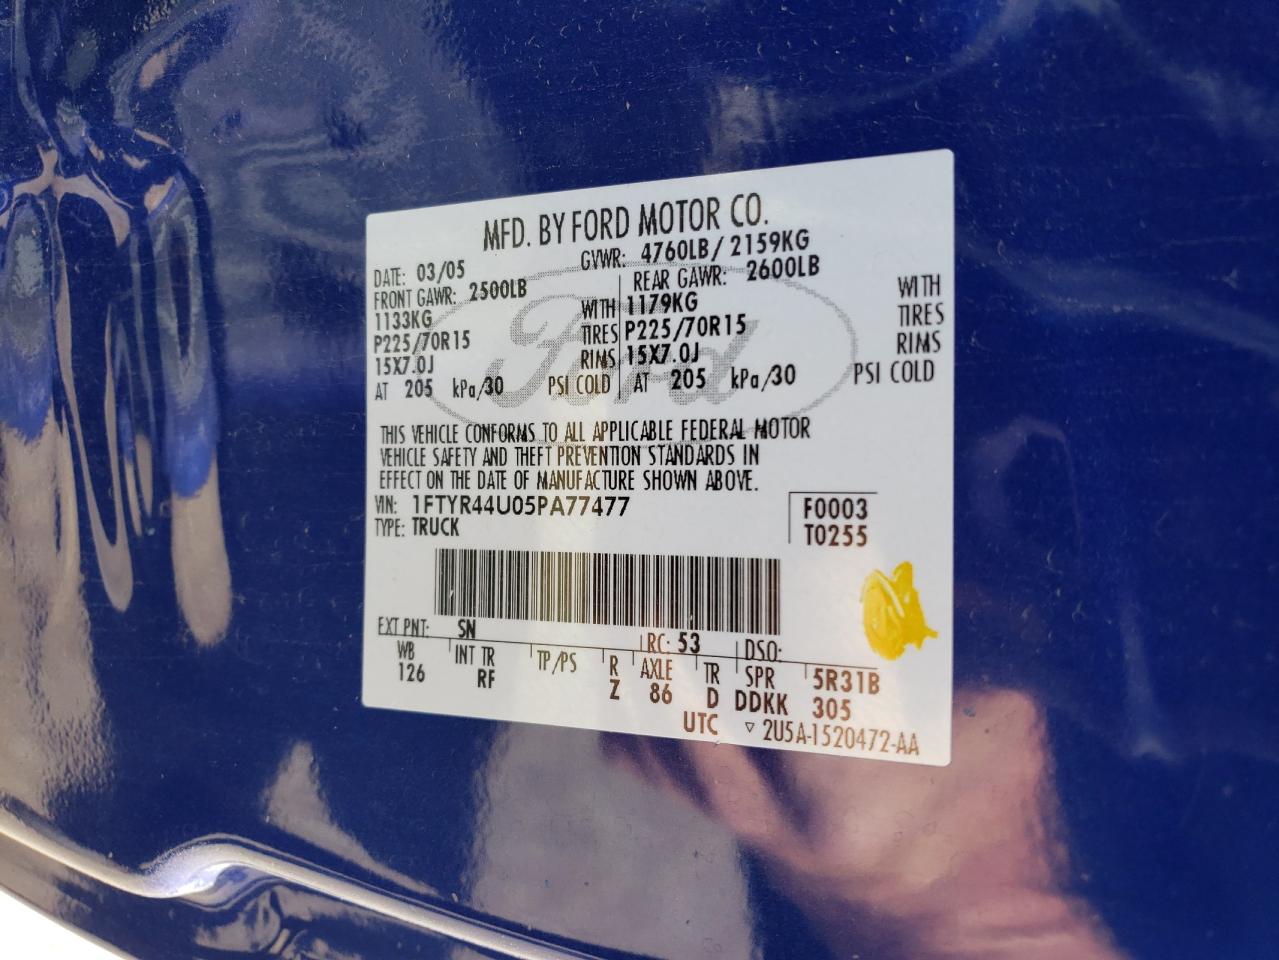 MFD. BY FORD MOTOR CO.
DATE: 03/05 GVWR: 4760LB/ 2159KG
FRONT GAWR: 2500LB REAR GAWR: 2600LB
1133KG WITH 1179KG WITH
P225/70R15 TIRES P225/70R15 TIRES
15X7.0J RIMS 15X7.0J RIMS
AT 205 kPa/30 PSI COLD AT 205 kPa/30 PSI COLD
Ford
THIS VEHICLE CONFORMS TO ALL APPLICABLE FEDERAL MOTOR
VEHICLE SAFETY AND THEFT PREVENTION STANDARDS IN
EFFECT ON THE DATE OF MANUFACTURE SHOWN ABOVE.
VIN: 1FTYR44U05PA77477 F0003
TYPE: TRUCK T0255
EXT PNT: SN RC: 53 DSO:
WB INT TR TP/PS R AXLE TR SPR 5R31B
126 RF Z 86 D DDKK 305
UTC ▽ 2U5A-1520472-AA